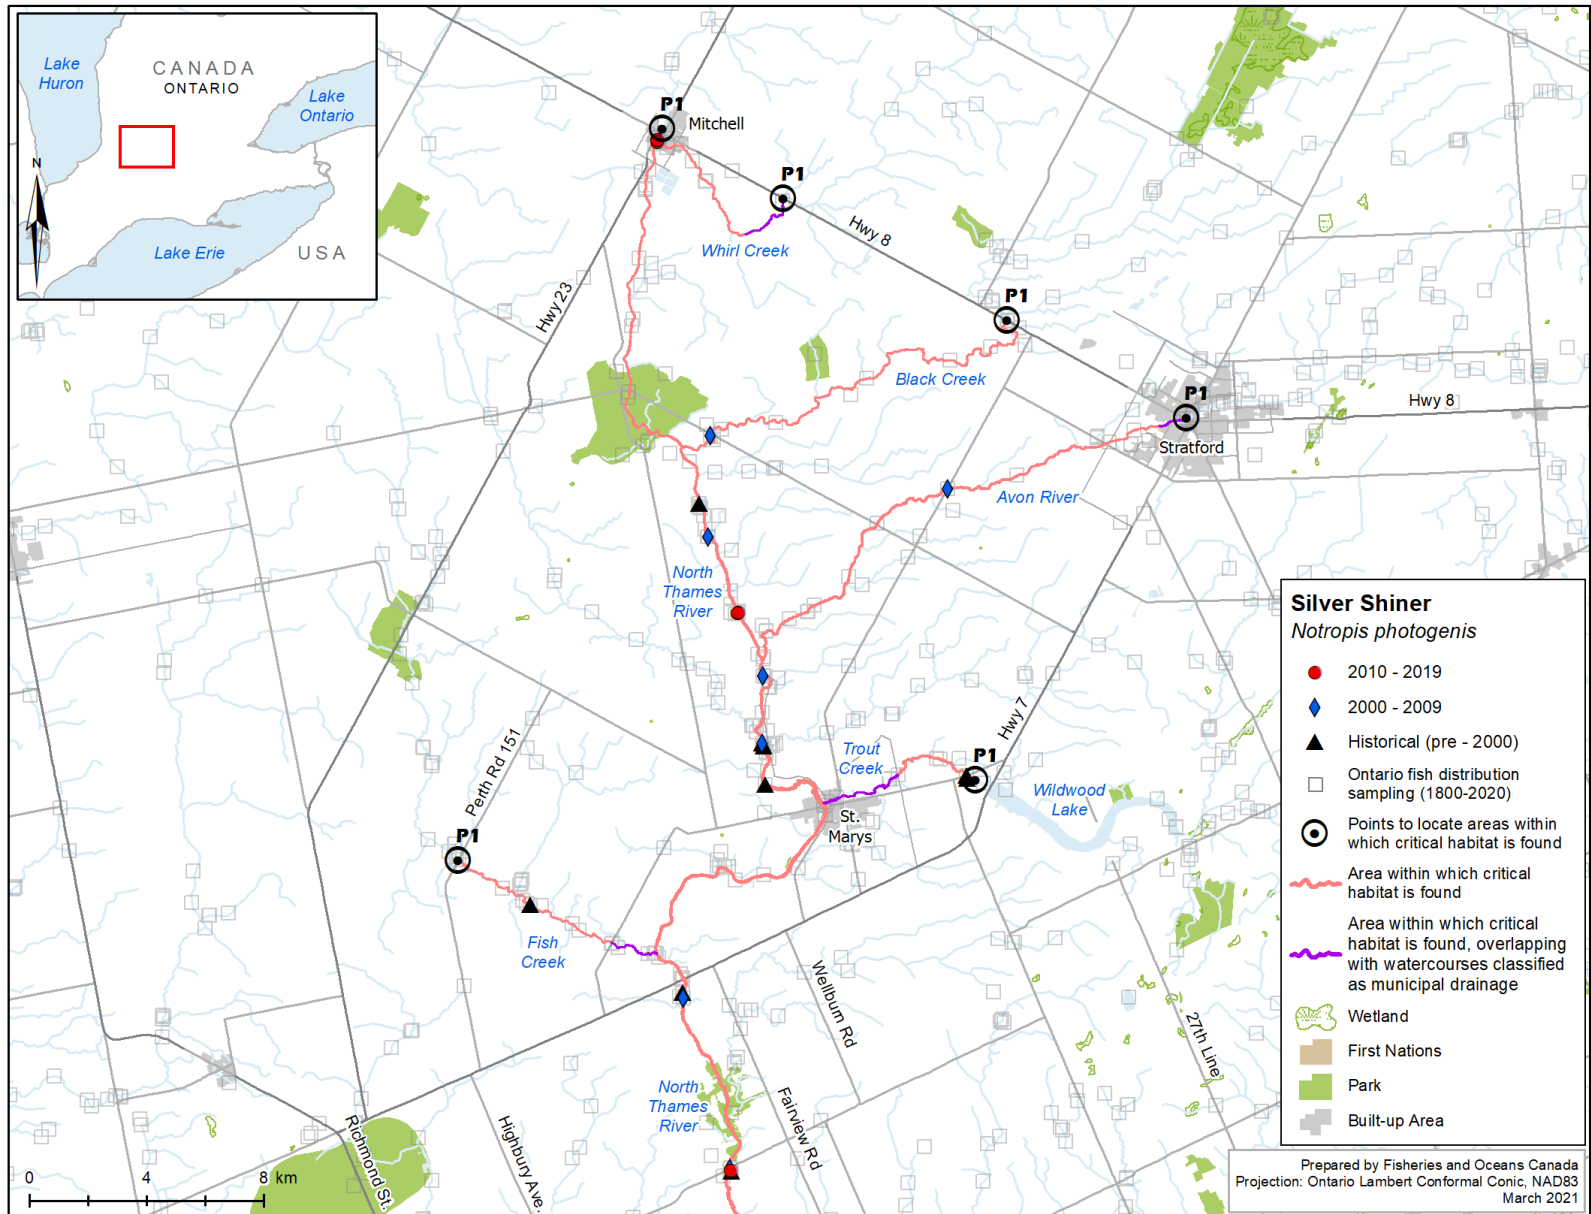 Lake
Huron
CANADA
ONTARIO
Lake
Ontario
N
Lake Erie
USA
P1
Mitchell
P1
Whirl Creek
Hwy 8
Hwy 23
P1
Black Creek
P1
Hwy 8
Stratford
Avon River
North
Thames
River
Hwy 7
Perth Rd 151
Trout
Creek
P1
Wildwood
Lake
St.
Marys
P1
Fish
Creek
Wellburn Rd
27th Line
North
Thames
River
Fairview Rd
Highbury Ave.
Richmond St.
0 4 8 km
Silver Shiner
Notropis photogenis
2010 - 2019
2000 - 2009
Historical (pre - 2000)
Ontario fish distribution
sampling (1800-2020)
Points to locate areas within
which critical habitat is found
Area within which critical
habitat is found
Area within which critical
habitat is found, overlapping
with watercourses classified
as municipal drainage
Wetland
First Nations
Park
Built-up Area
Prepared by Fisheries and Oceans Canada
Projection: Ontario Lambert Conformal Conic, NAD83
March 2021